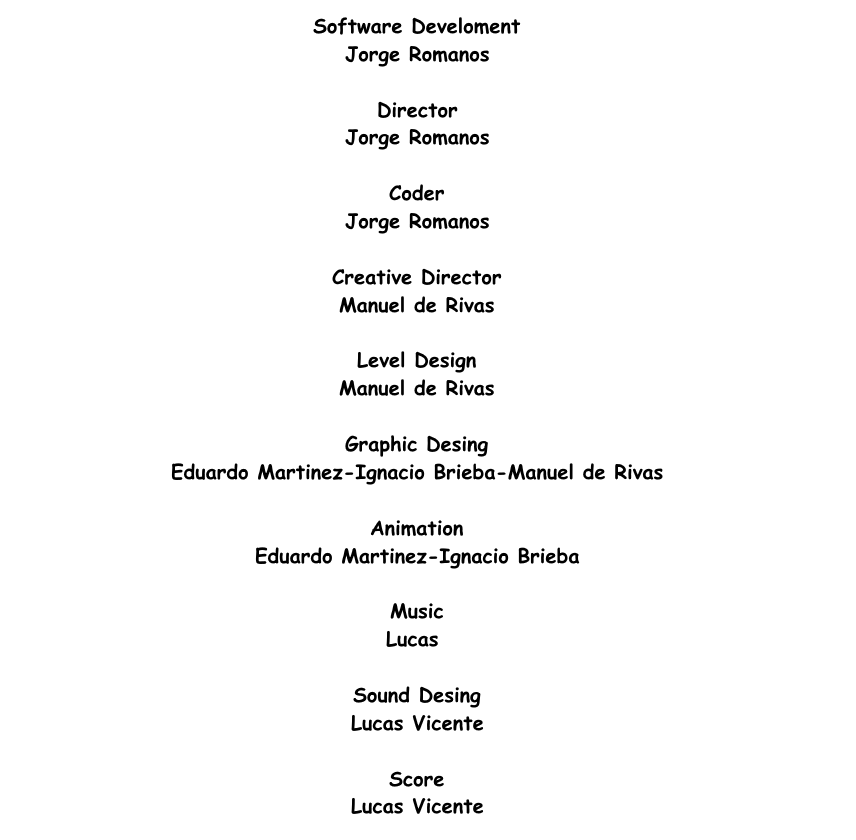 Software Develoment
Jorge Romanos
Director
Jorge Romanos
Coder
Jorge Romanos
Creative Director
Manuel de Rivas
Level Design
Manuel de Rivas
Graphic Desing
Eduardo Martinez-Ignacio Brieba-Manuel de Rivas
Animation
Eduardo Martinez-Ignacio Brieba
Music
Lucas
Sound Desing
Lucas Vicente
Score
Lucas Vicente